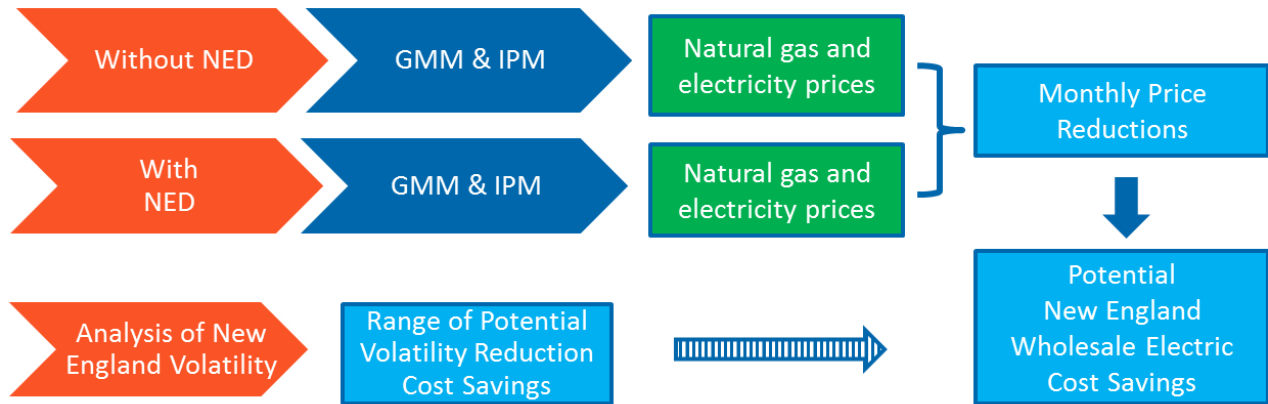 Without NED
GMM & IPM
Natural gas and
electricity prices
Monthly Price
Reductions
With
NED
GMM & IPM
Natural gas and
electricity prices
Analysis of New
England Volatility
Range of Potential
Volatility Reduction
Cost Savings
Potential
New England
Wholesale Electric
Cost Savings